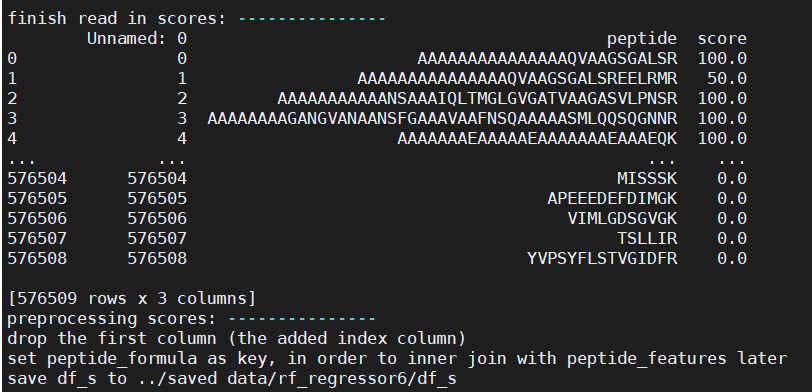 finish read in scores: ---------------
Unnamed: 0 peptide score
0 0 AAAAAAAAAAAAAAAQVAAGSGALSR 100.0
1 1 AAAAAAAAAAAAAAAQVAAGSGALSREELRMR 50.0
2 2 AAAAAAAAAAANSAAAIQLTMGLGVGATVAAGASVLPNSR 100.0
3 3 AAAAAAAAGANGVANAANSFGAAAVAAFNSQAAAAASMLQQSQGNNR 100.0
4 4 AAAAAAAEAAAAAEAAAAAAAEAAAEQK 100.0
... ... ... ...
576504 576504 MISSSK 0.0
576505 576505 APEEEDEFDIMGK 0.0
576506 576506 VIMLGDSGVGK 0.0
576507 576507 TSLLIR 0.0
576508 576508 YVPSYFLSTVGIDFR 0.0
[576509 rows x 3 columns]
preprocessing scores: ---------------
drop the first column (the added index column)
set peptide_formula as key, in order to inner join with peptide_features later
save df_s to ../saved data/rf_regressor6/df_s